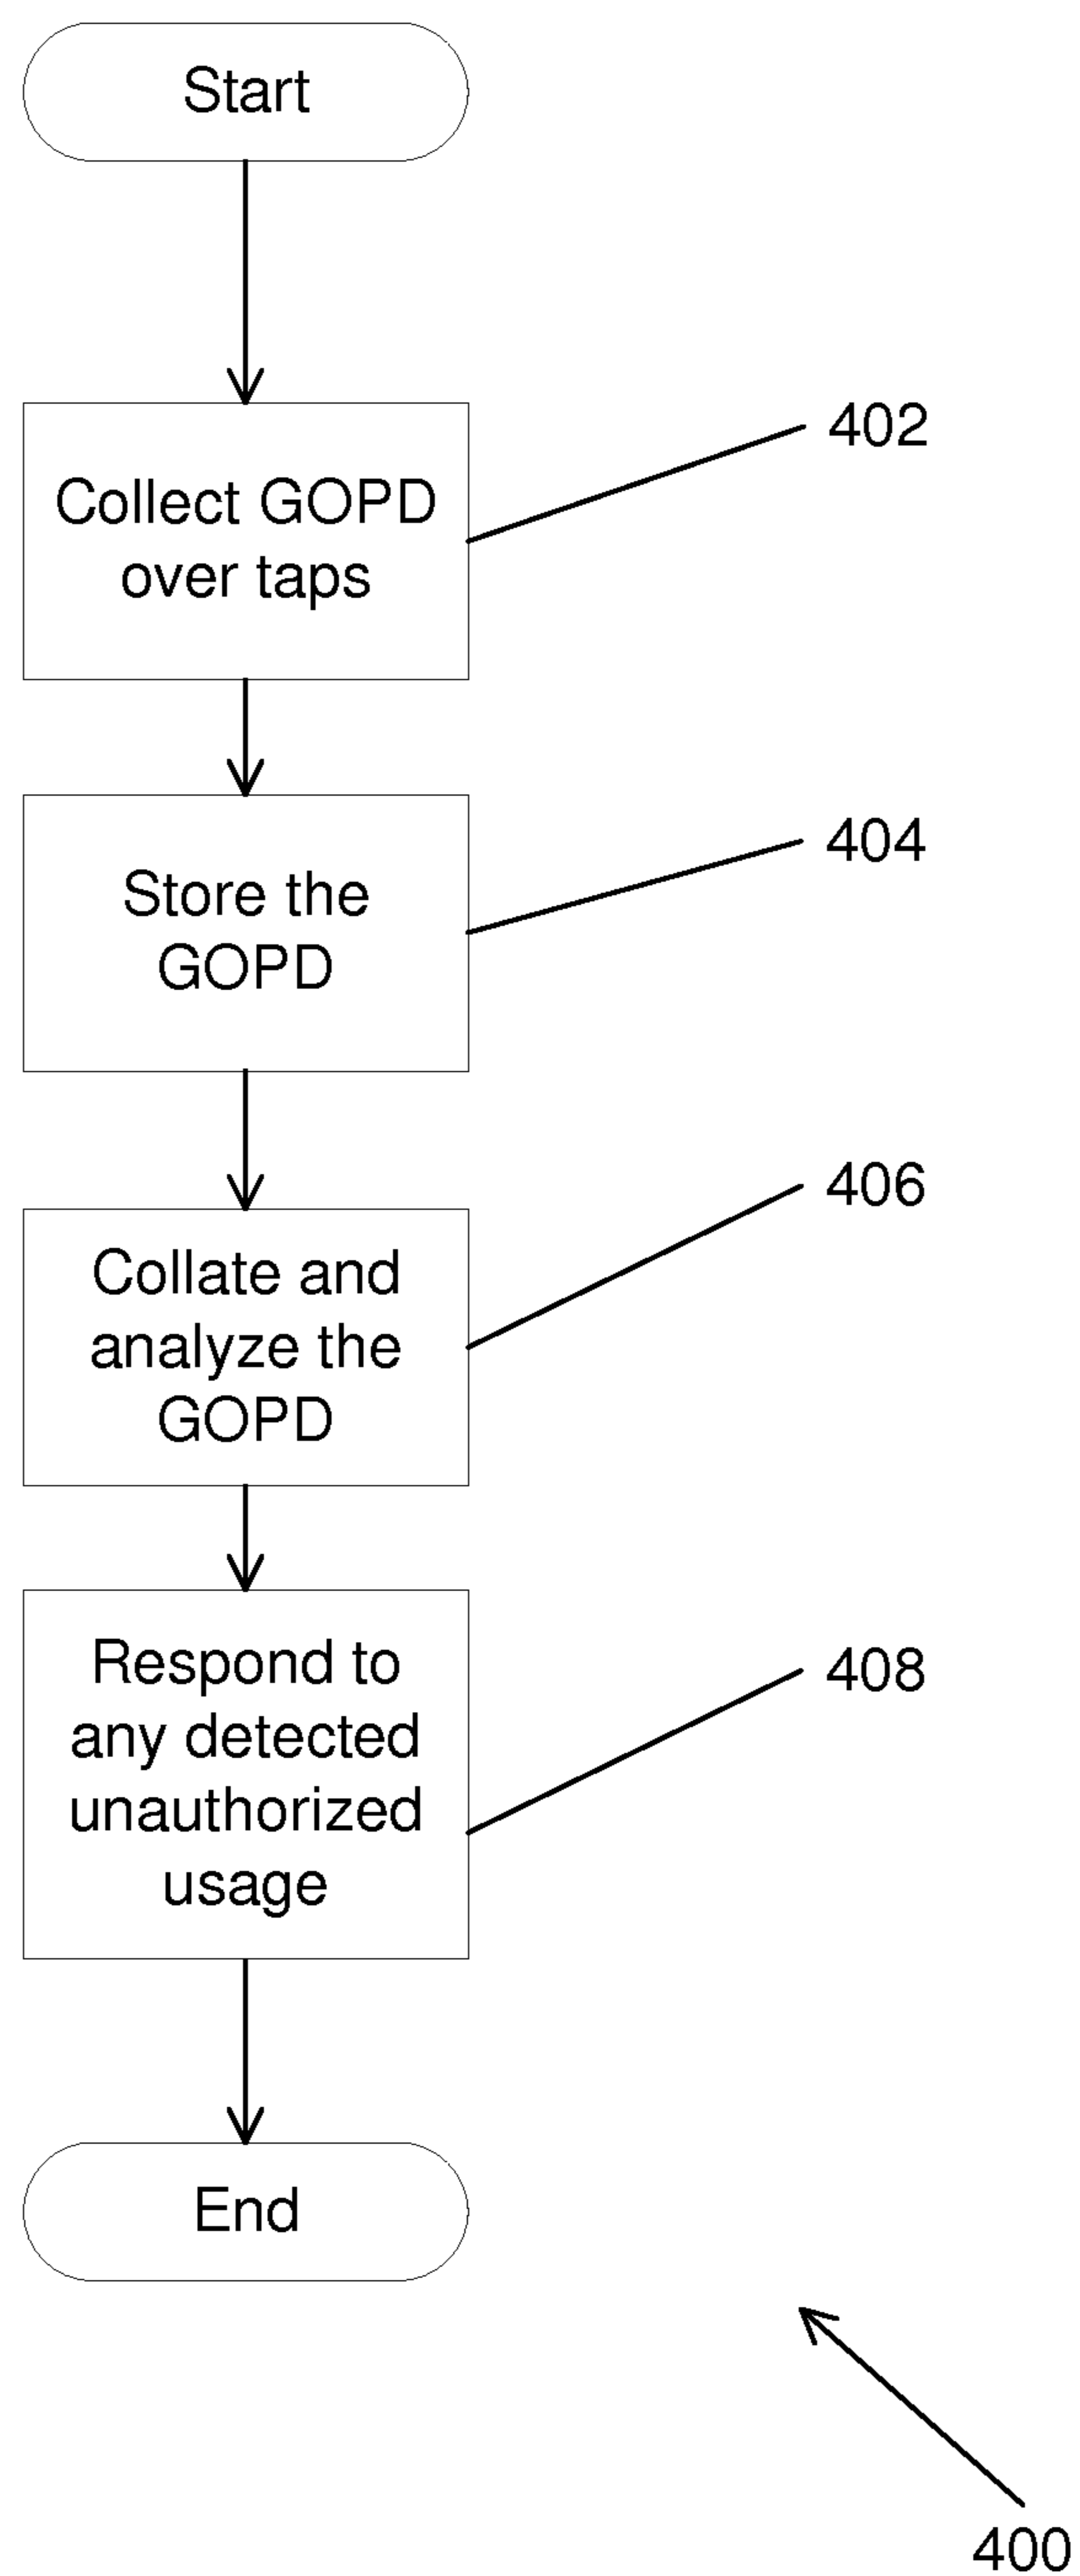 Start
Collect GOPD
over taps
402
Store the
GOPD
404
Collate and
analyze the
GOPD
406
Respond to
any detected
unauthorized
usage
408
End
400